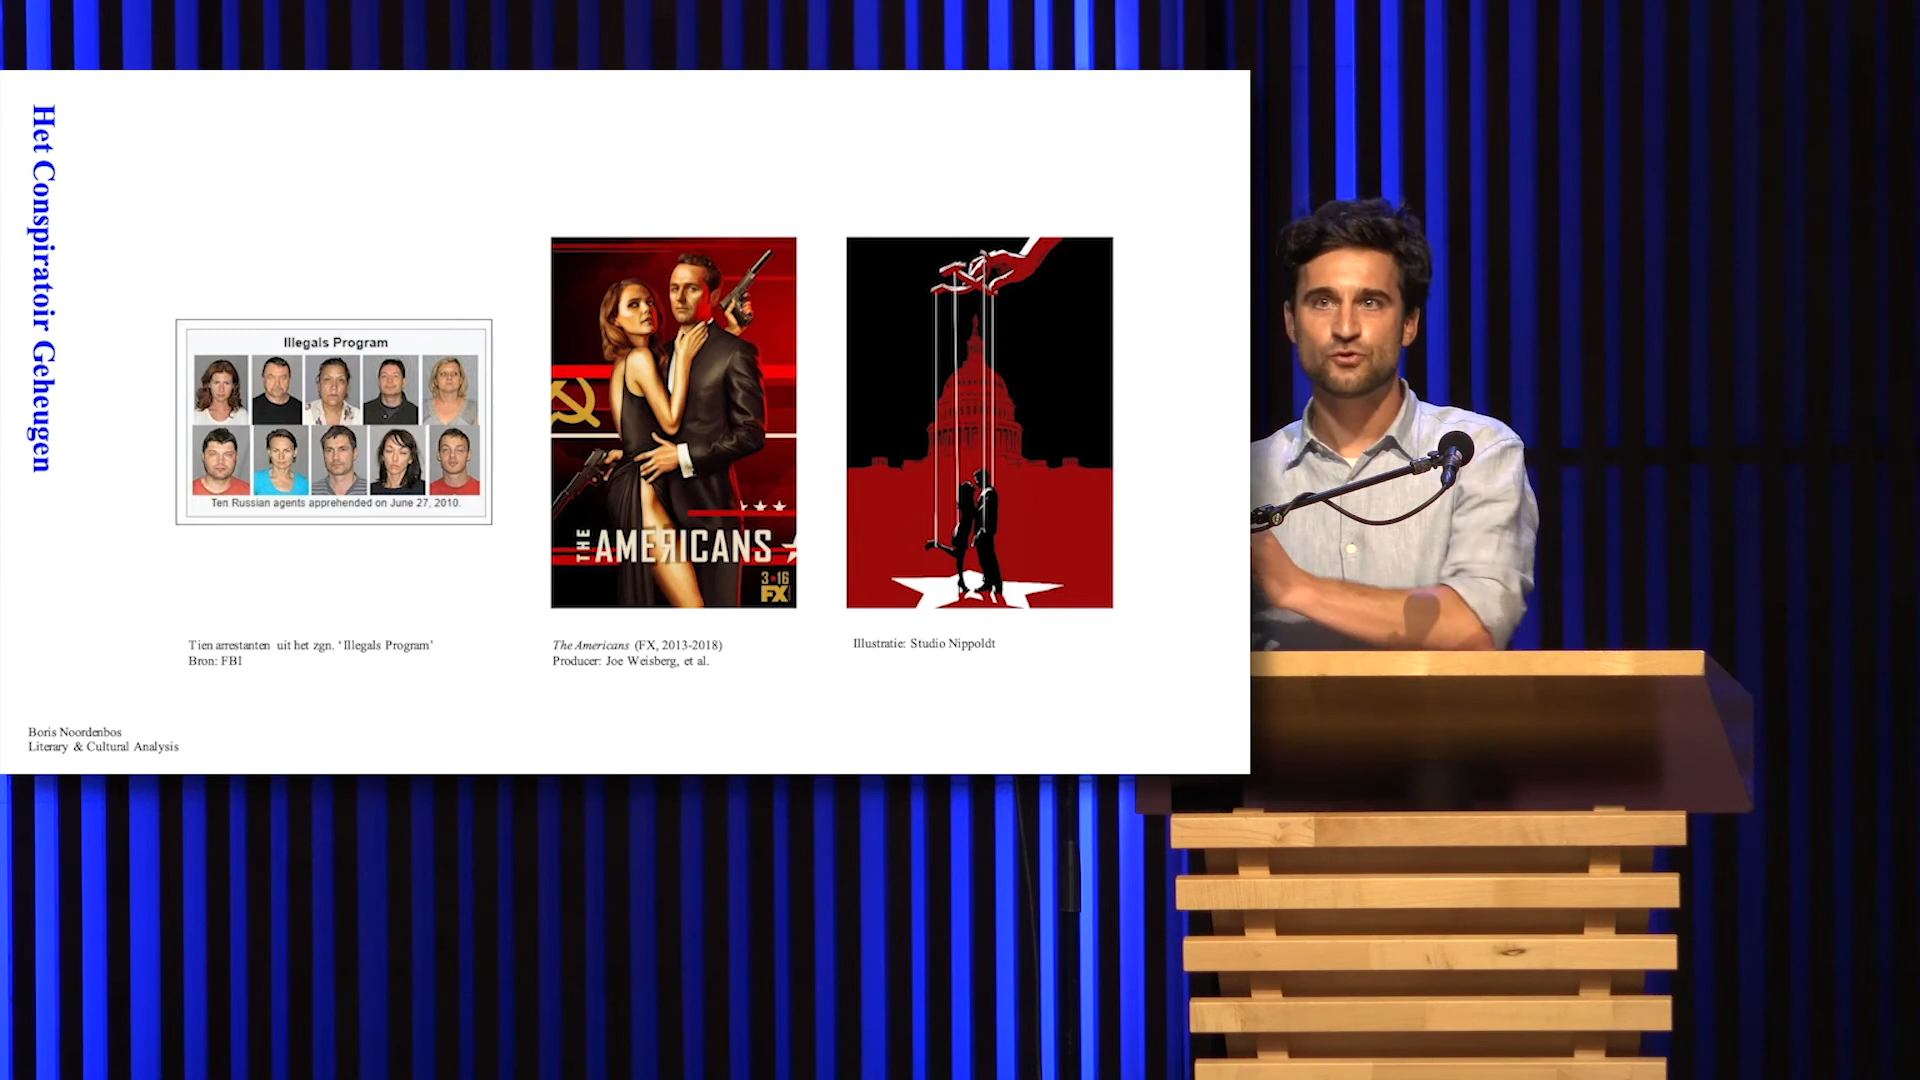 Het Conspiratoir Geheugen
Illegals Program
Ten Russian agents apprehended on June 27, 2010.
THE AMERICANS
3★16
FX
Tien arrestanten uit het zgn. ‘Illegals Program’
Bron: FBI
The Americans (FX, 2013-2018)
Producer: Joe Weisberg, et al.
Illustratie: Studio Nippoldt
Boris Noordenbos
Literary & Cultural Analysis